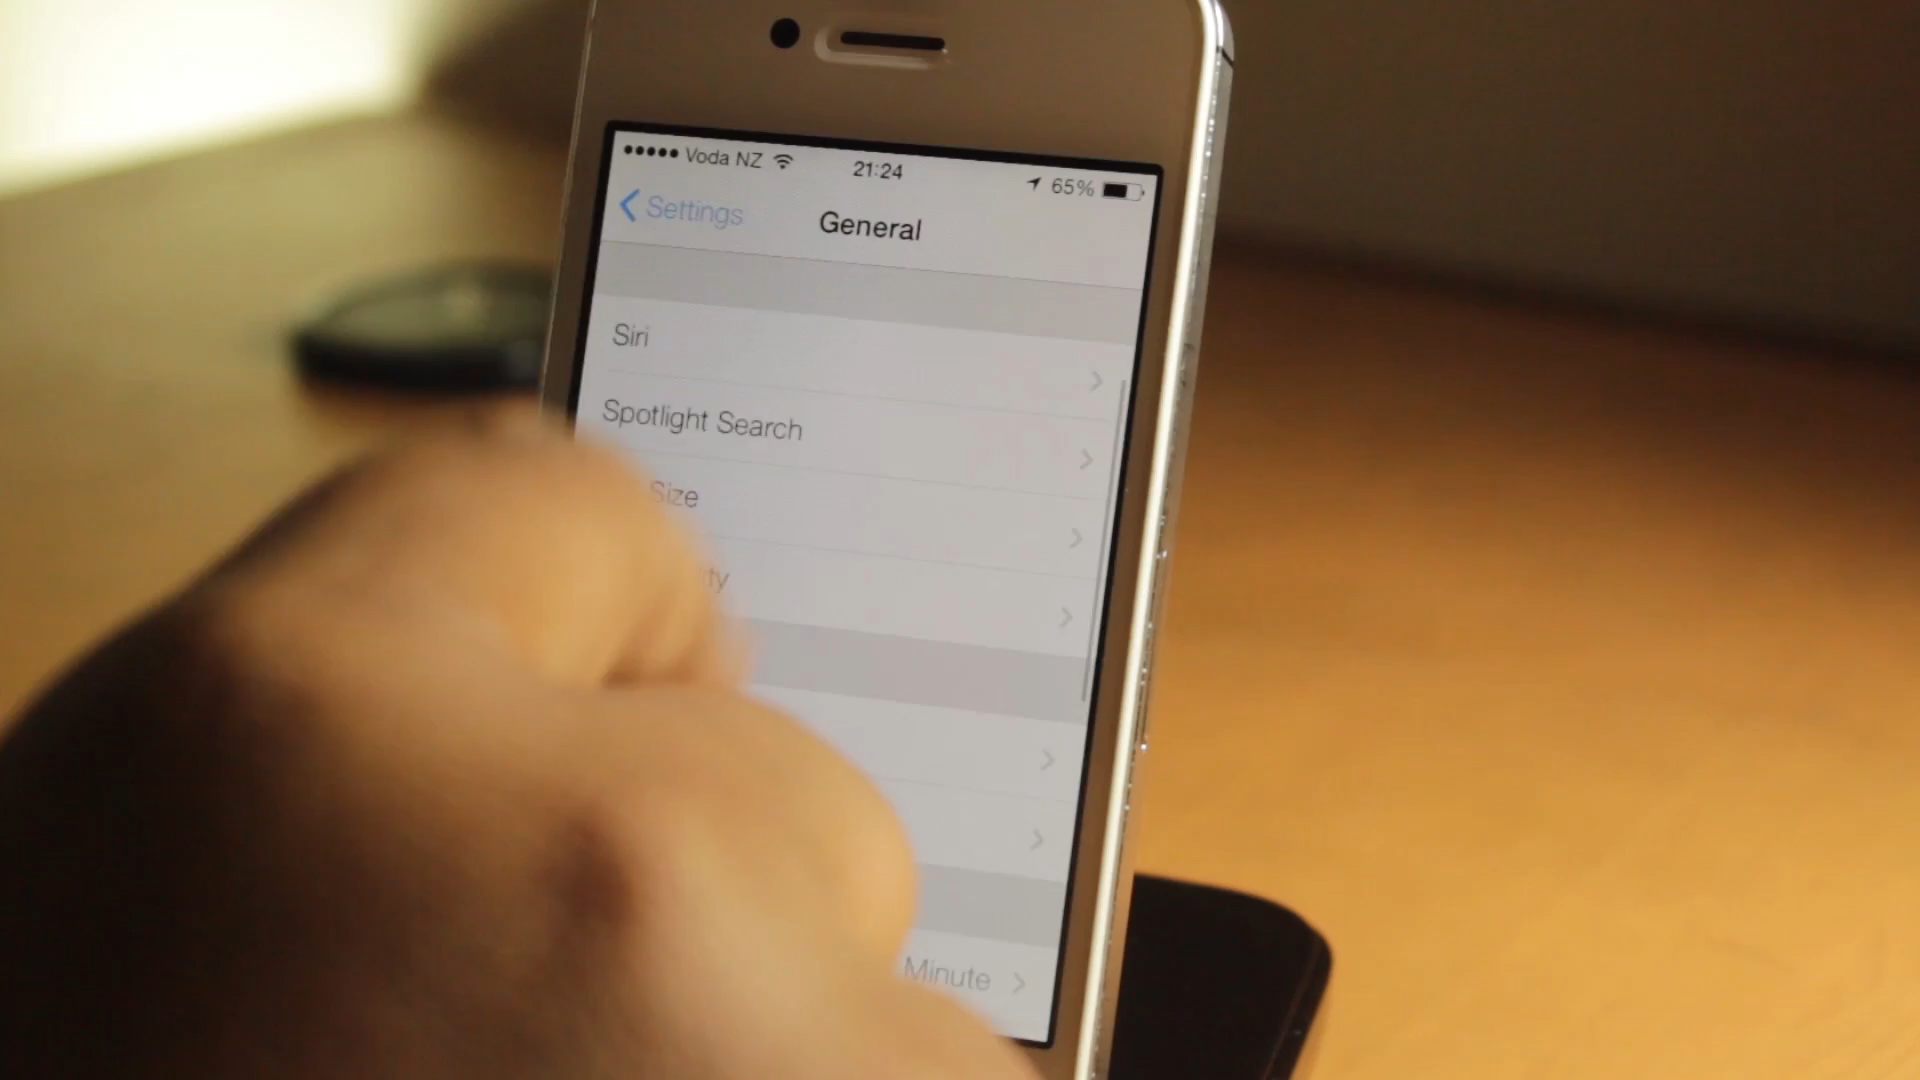 Voda NZ 21:24 65%
Settings General
Siri
Spotlight Search
Size
Minute